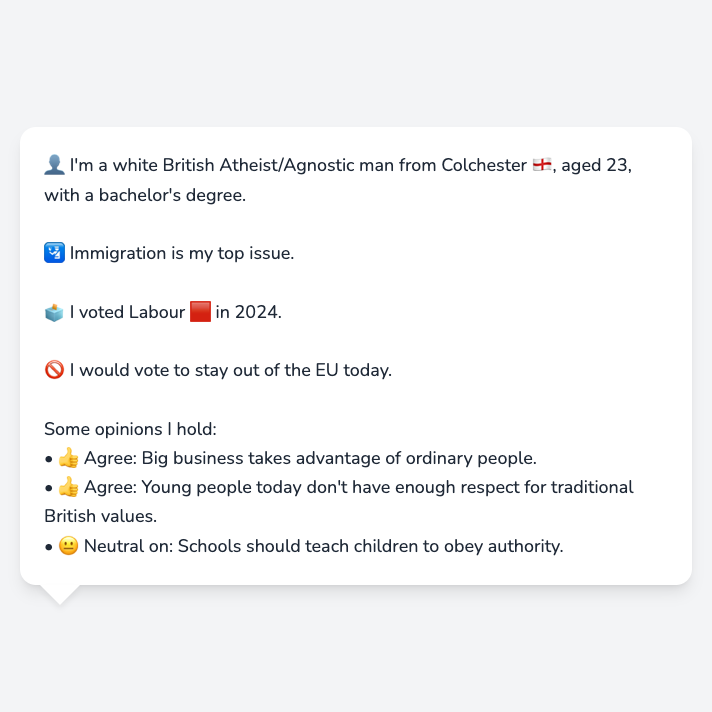 👤 I'm a white British Atheist/Agnostic man from Colchester 🏴󠁧󠁢󠁥󠁮󠁧󠁿, aged 23,
with a bachelor's degree.
🛂 Immigration is my top issue.
🗳️ I voted Labour 🟥 in 2024.
🚫 I would vote to stay out of the EU today.
Some opinions I hold:
• 👍 Agree: Big business takes advantage of ordinary people.
• 👍 Agree: Young people today don't have enough respect for traditional
British values.
• 😐 Neutral on: Schools should teach children to obey authority.